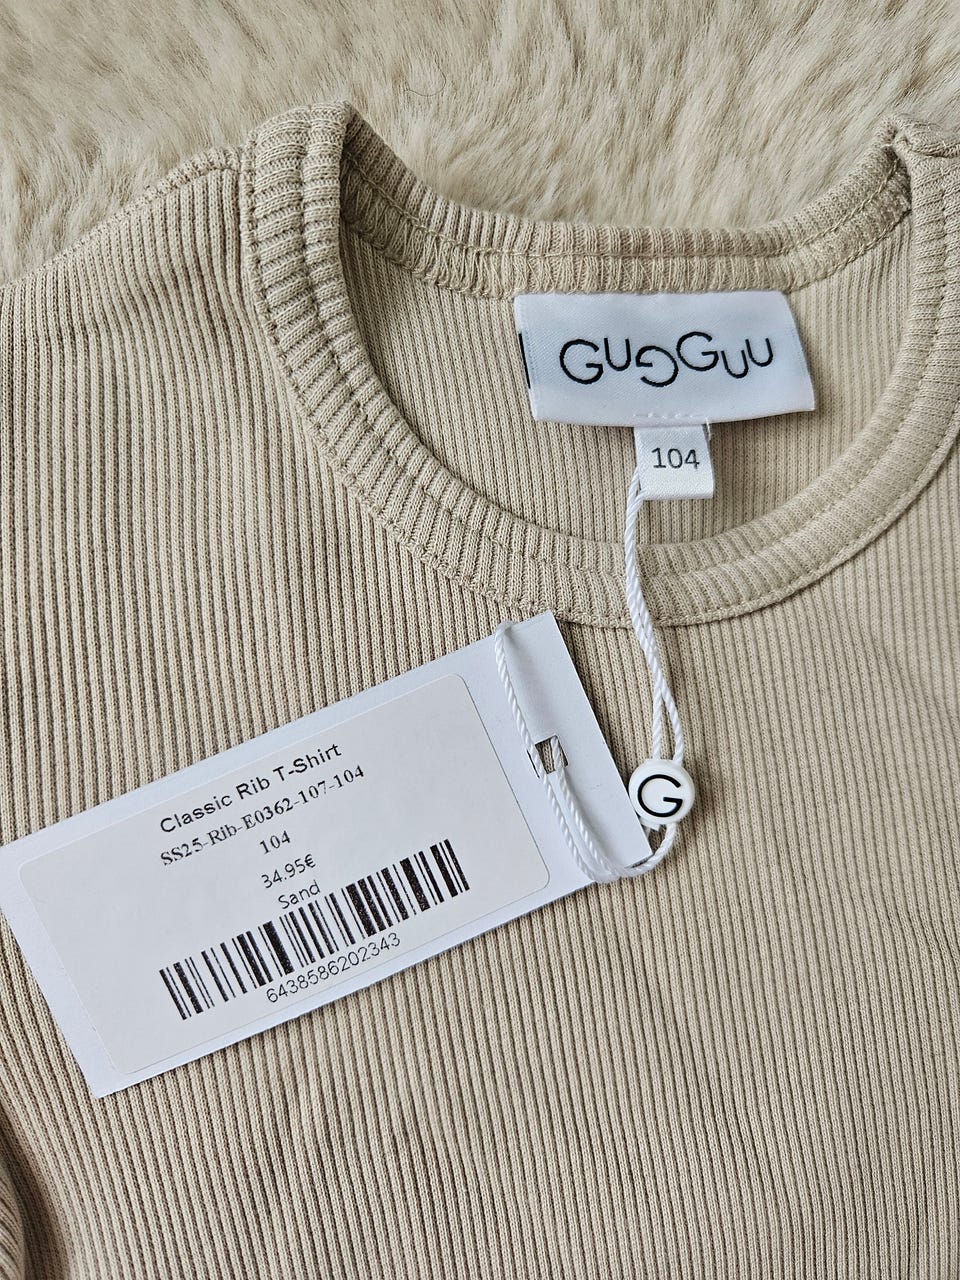 GUGGUU
104
G
Classic Rib T-Shirt
SS25-Rib-E0362-107-104
104
34.95€
Sand
6438586202343